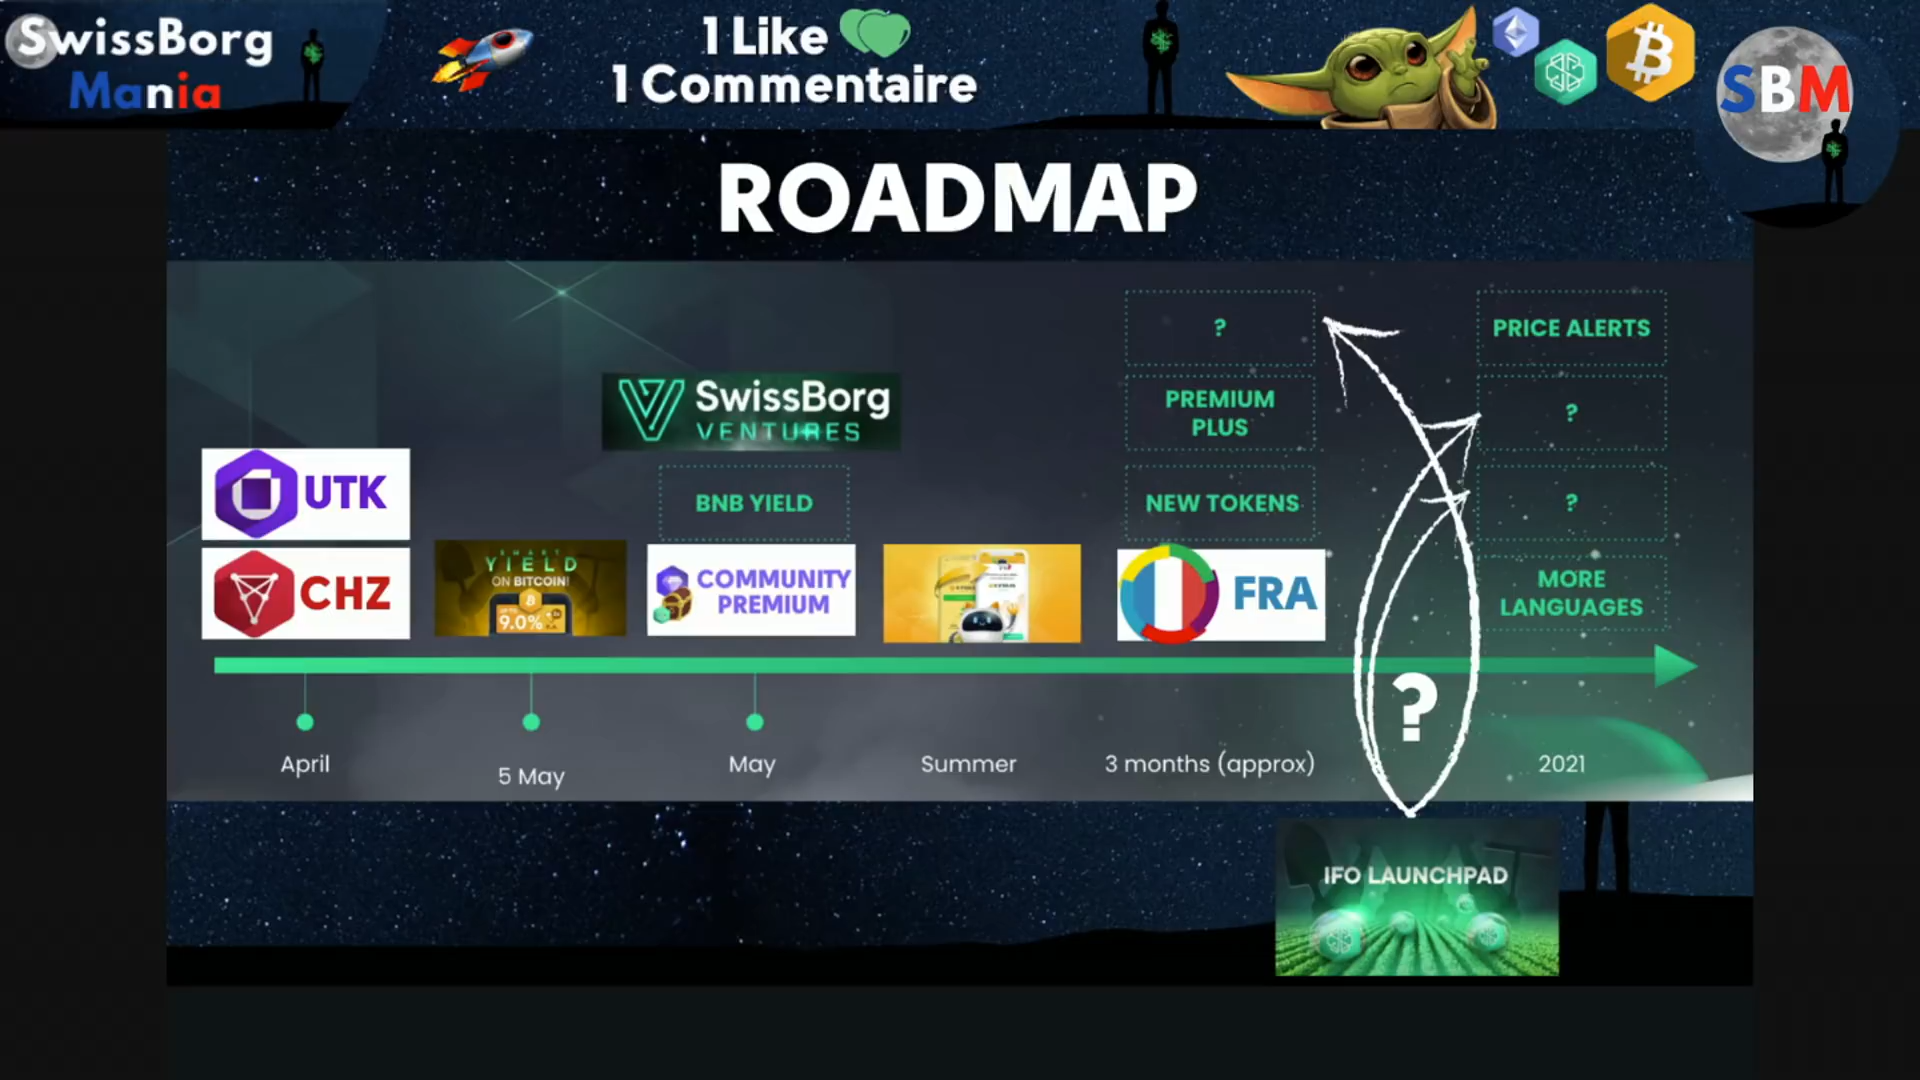 SwissBorg
Mania
1 Like
1 Commentaire
SBM
ROADMAP
?
PRICE ALERTS
SwissBorg
VENTURES
PREMIUM
PLUS
?
UTK
BNB YIELD
NEW TOKENS
?
CHZ
SMART
YIELD
ON BITCOIN!
9.0%
COMMUNITY
PREMIUM
FRA
MORE
LANGUAGES
?
April
5 May
May
Summer
3 months (approx)
2021
IFO LAUNCHPAD